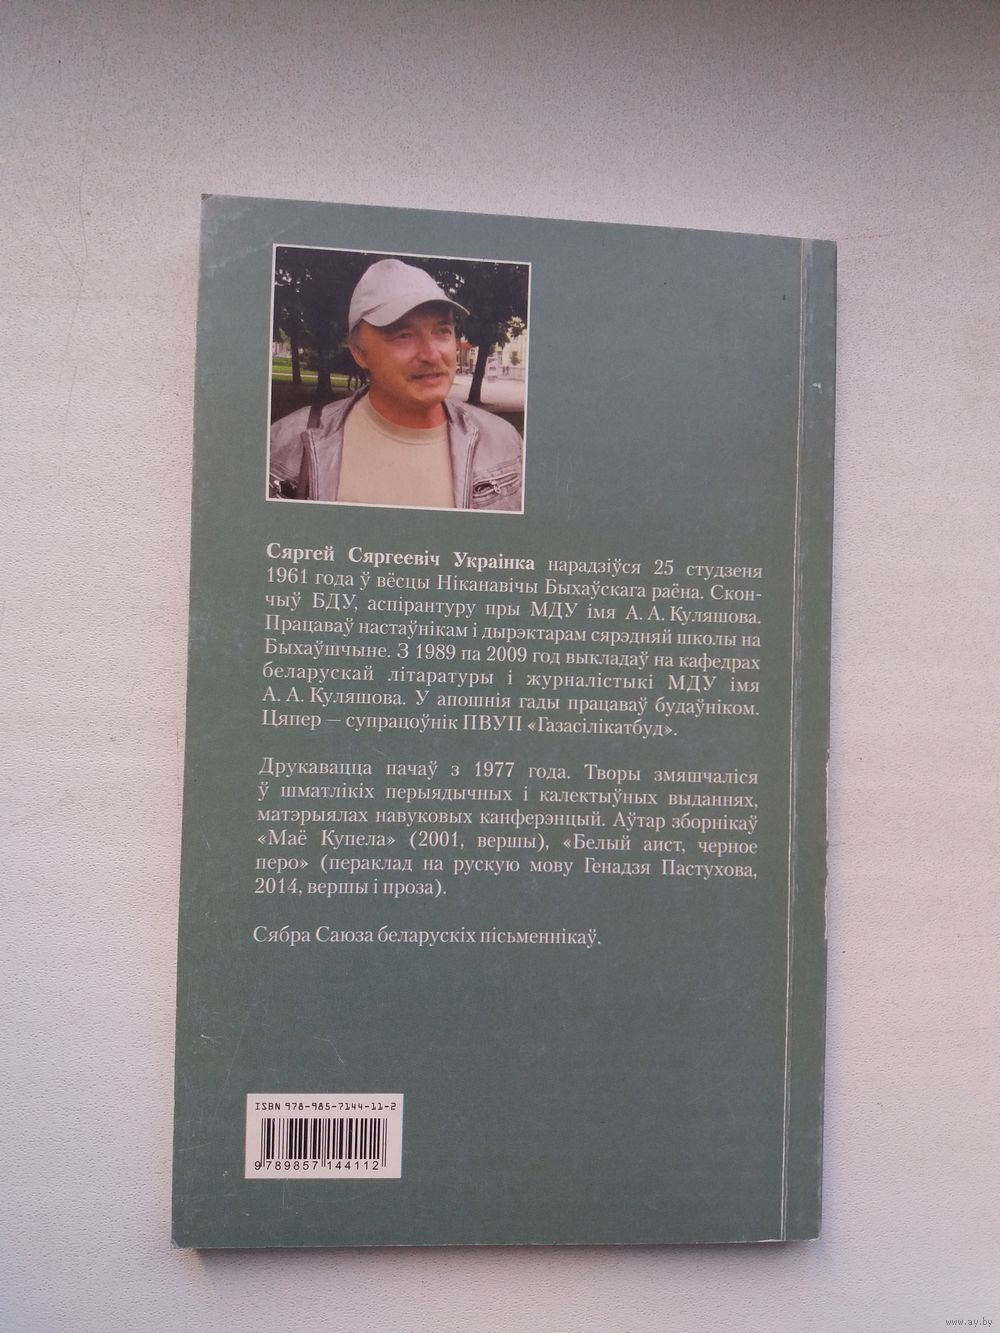 Сяргей Сяргеевіч Украінка нарадзіўся 25 студзеня
1961 года ў вёсцы Ніканавічы Быхаўскага раёна. Скон-
чыў БДУ, аспірантуру пры МДУ імя А. А. Куляшова.
Працаваў настаўнікам і дырэктарам сярэдняй школы на
Быхаўшчыне. З 1989 па 2009 год выкладаў на кафедрах
беларускай літаратуры і журналістыкі МДУ імя
А. А. Куляшова. У апошнія гады працаваў будаўніком.
Цяпер — супрацоўнік ПВУП «Газасілікатбуд».
Друкавацца пачаў з 1977 года. Творы змяшчаліся
ў шматлікіх перыядычных і калектыўных выданнях,
матэрыялах навуковых канферэнцый. Аўтар зборнікаў
«Маё Купела» (2001, вершы), «Белый аист, черное
перо» (пераклад на рускую мову Генадзя Пастухова,
2014, вершы і проза).
Сябра Саюза беларускіх пісьменнікаў.
ISBN 978-985-7144-11-2
9 789857 144112
www.ay.by